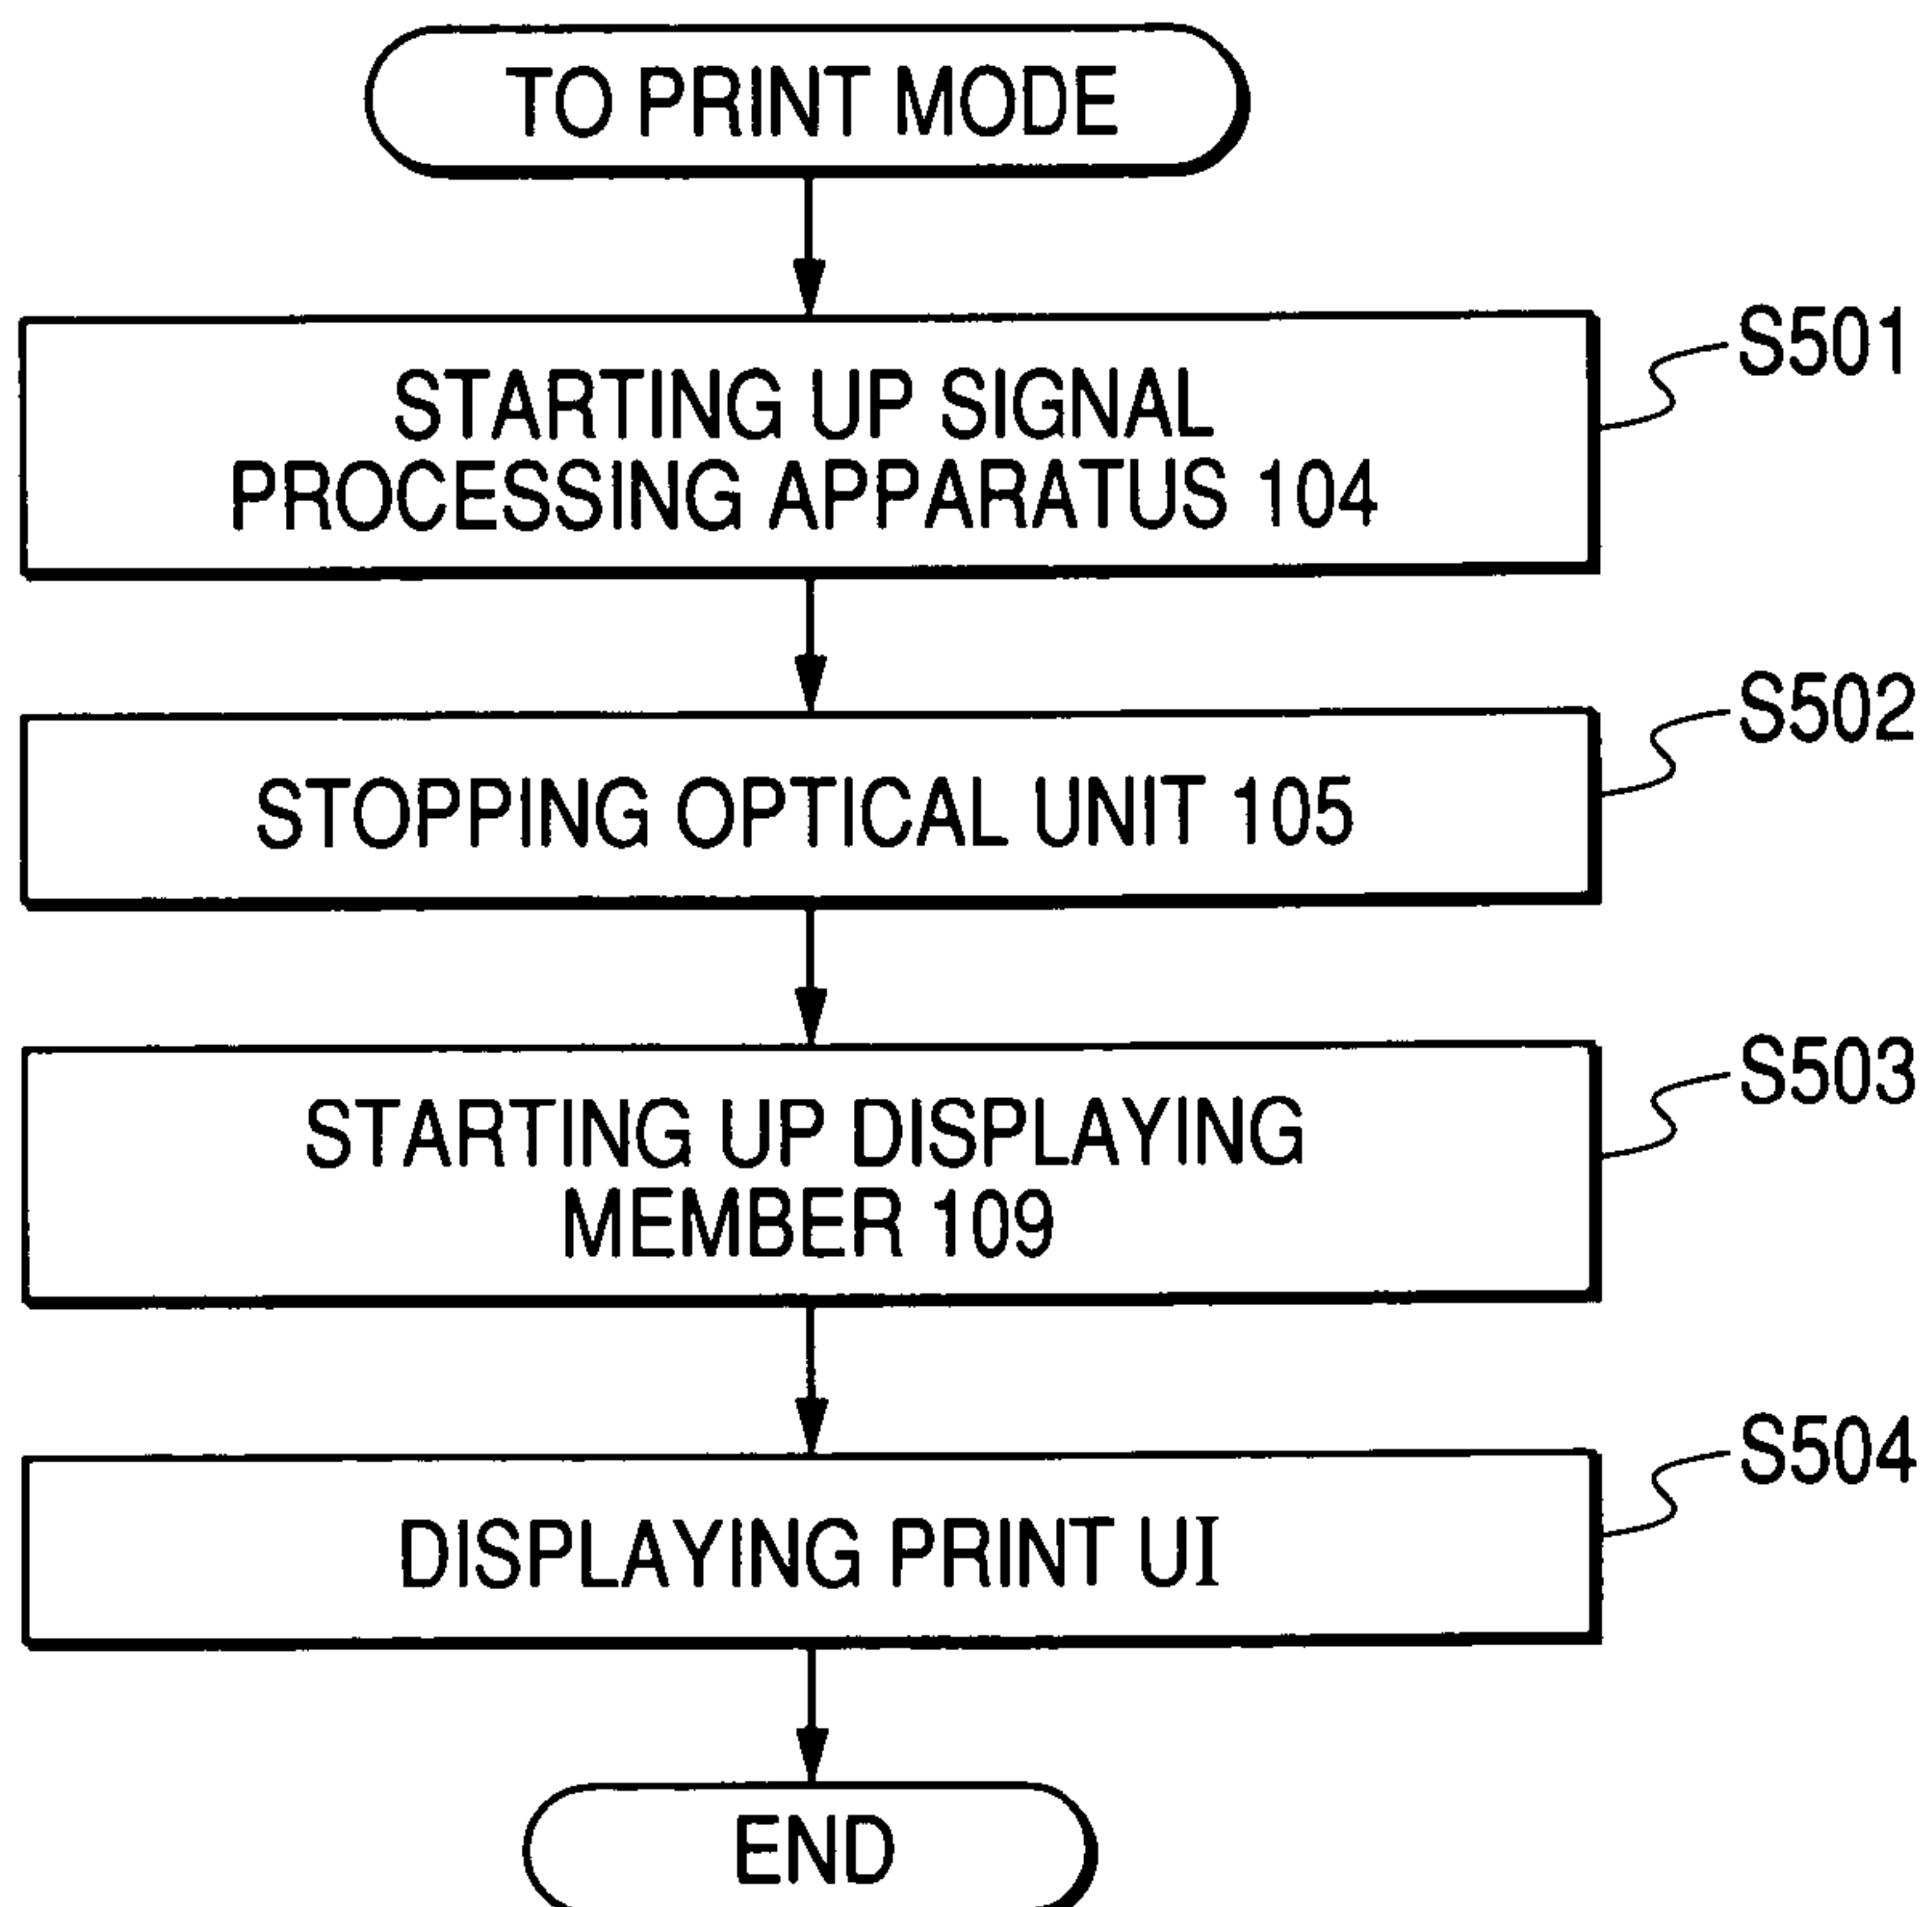 TO PRINT MODE
STARTING UP SIGNAL
PROCESSING APPARATUS 104
S501
STOPPING OPTICAL UNIT 105
S502
STARTING UP DISPLAYING
MEMBER 109
S503
DISPLAYING PRINT UI
S504
END